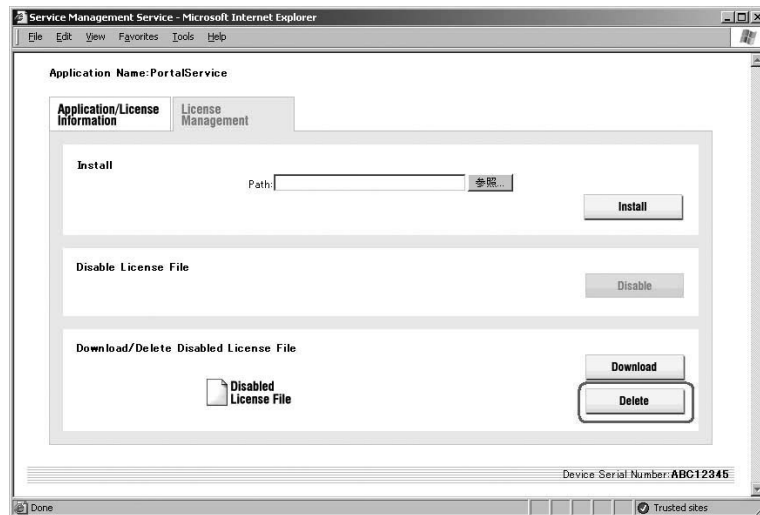 Service Management Service - Microsoft Internet Explorer
File Edit View Favorites Tools Help
Application Name:PortalService
Application/License
Information
License
Management
Install
Path:
参照...
Install
Disable License File
Disable
Download/Delete Disabled License File
Download
Disabled
License File
Delete
Device Serial Number:ABC12345
Done
Trusted sites